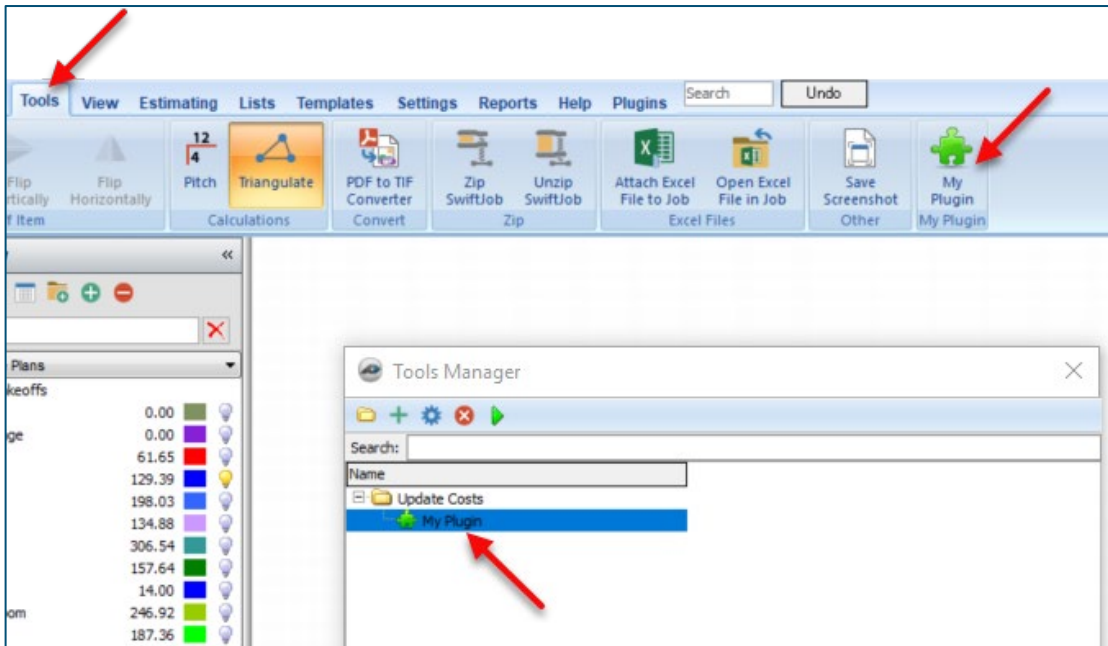 Tools View Estimating Lists Templates Settings Reports Help Plugins Search Undo
12
4
Flip Flip Pitch Triangulate PDF to TIF Zip Unzip Attach Excel Open Excel Save My
Horizontally Converter SwiftJob SwiftJob File to Job File in Job Screenshot Plugin
Item Calculations Convert Zip Excel Files Other My Plugin
«
Plans
Tools Manager
Search:
Name
Update Costs
My Plugin
0.00
0.00
61.65
129.39
198.03
134.88
306.54
157.64
14.00
246.92
187.36